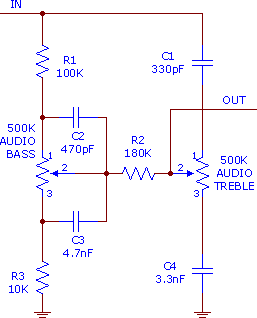 IN
R1
100K
C1
330pF
OUT
500K
AUDIO
BASS
1
2
3
C2
470pF
R2
180K
1
2
3
500K
AUDIO
TREBLE
C3
4.7nF
R3
10K
C4
3.3nF